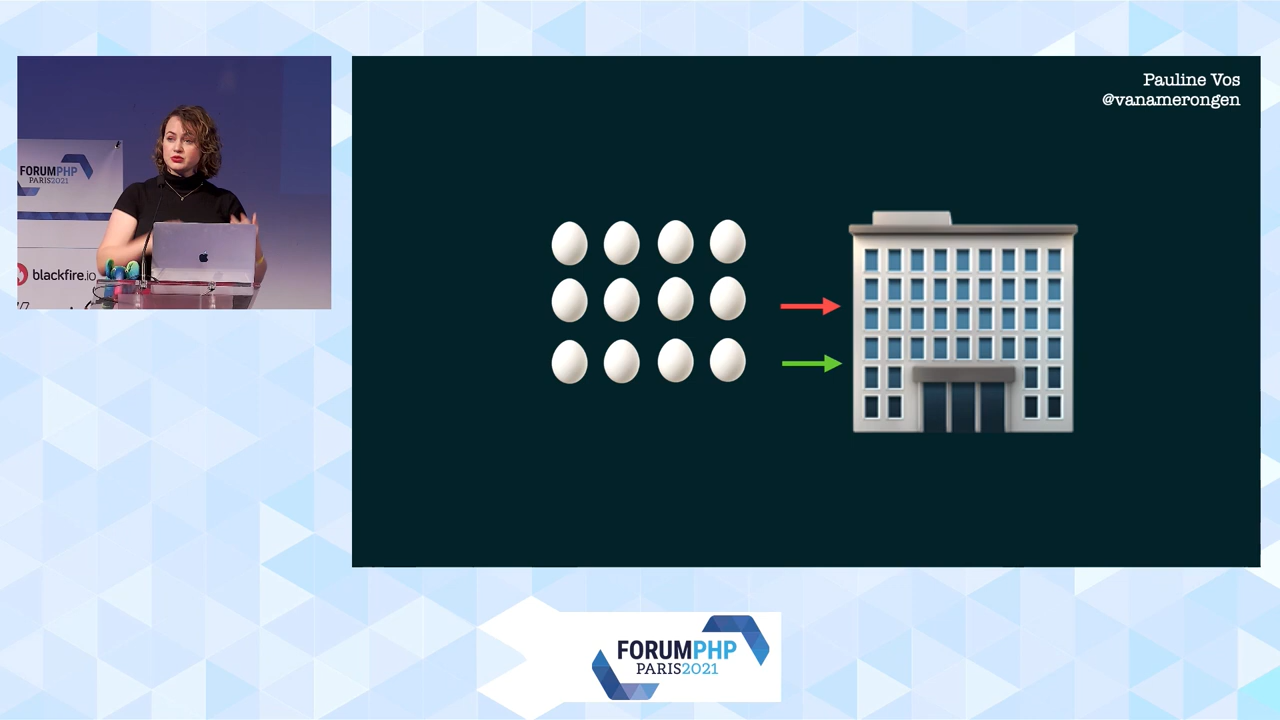 Pauline Vos
@vanamerongen
FORUMPHP
PARIS2021
blackfire.io
FORUMPHP
PARIS2021